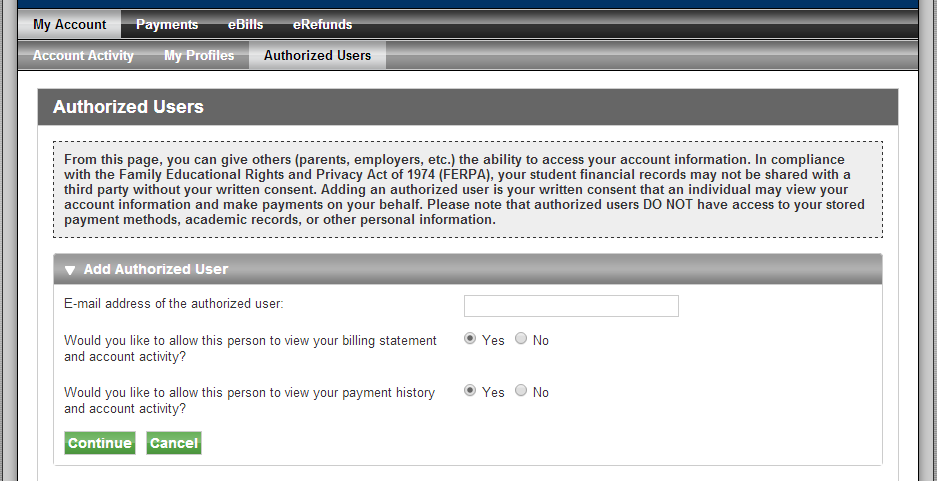 My Account Payments eBills eRefunds
Account Activity My Profiles Authorized Users
Authorized Users
From this page, you can give others (parents, employers, etc.) the ability to access your account information. In compliance
with the Family Educational Rights and Privacy Act of 1974 (FERPA), your student financial records may not be shared with a
third party without your written consent. Adding an authorized user is your written consent that an individual may view your
account information and make payments on your behalf. Please note that authorized users DO NOT have access to your stored
payment methods, academic records, or other personal information.
Add Authorized User
E-mail address of the authorized user:
Would you like to allow this person to view your billing statement Yes No
and account activity?
Would you like to allow this person to view your payment history Yes No
and account activity?
Continue Cancel